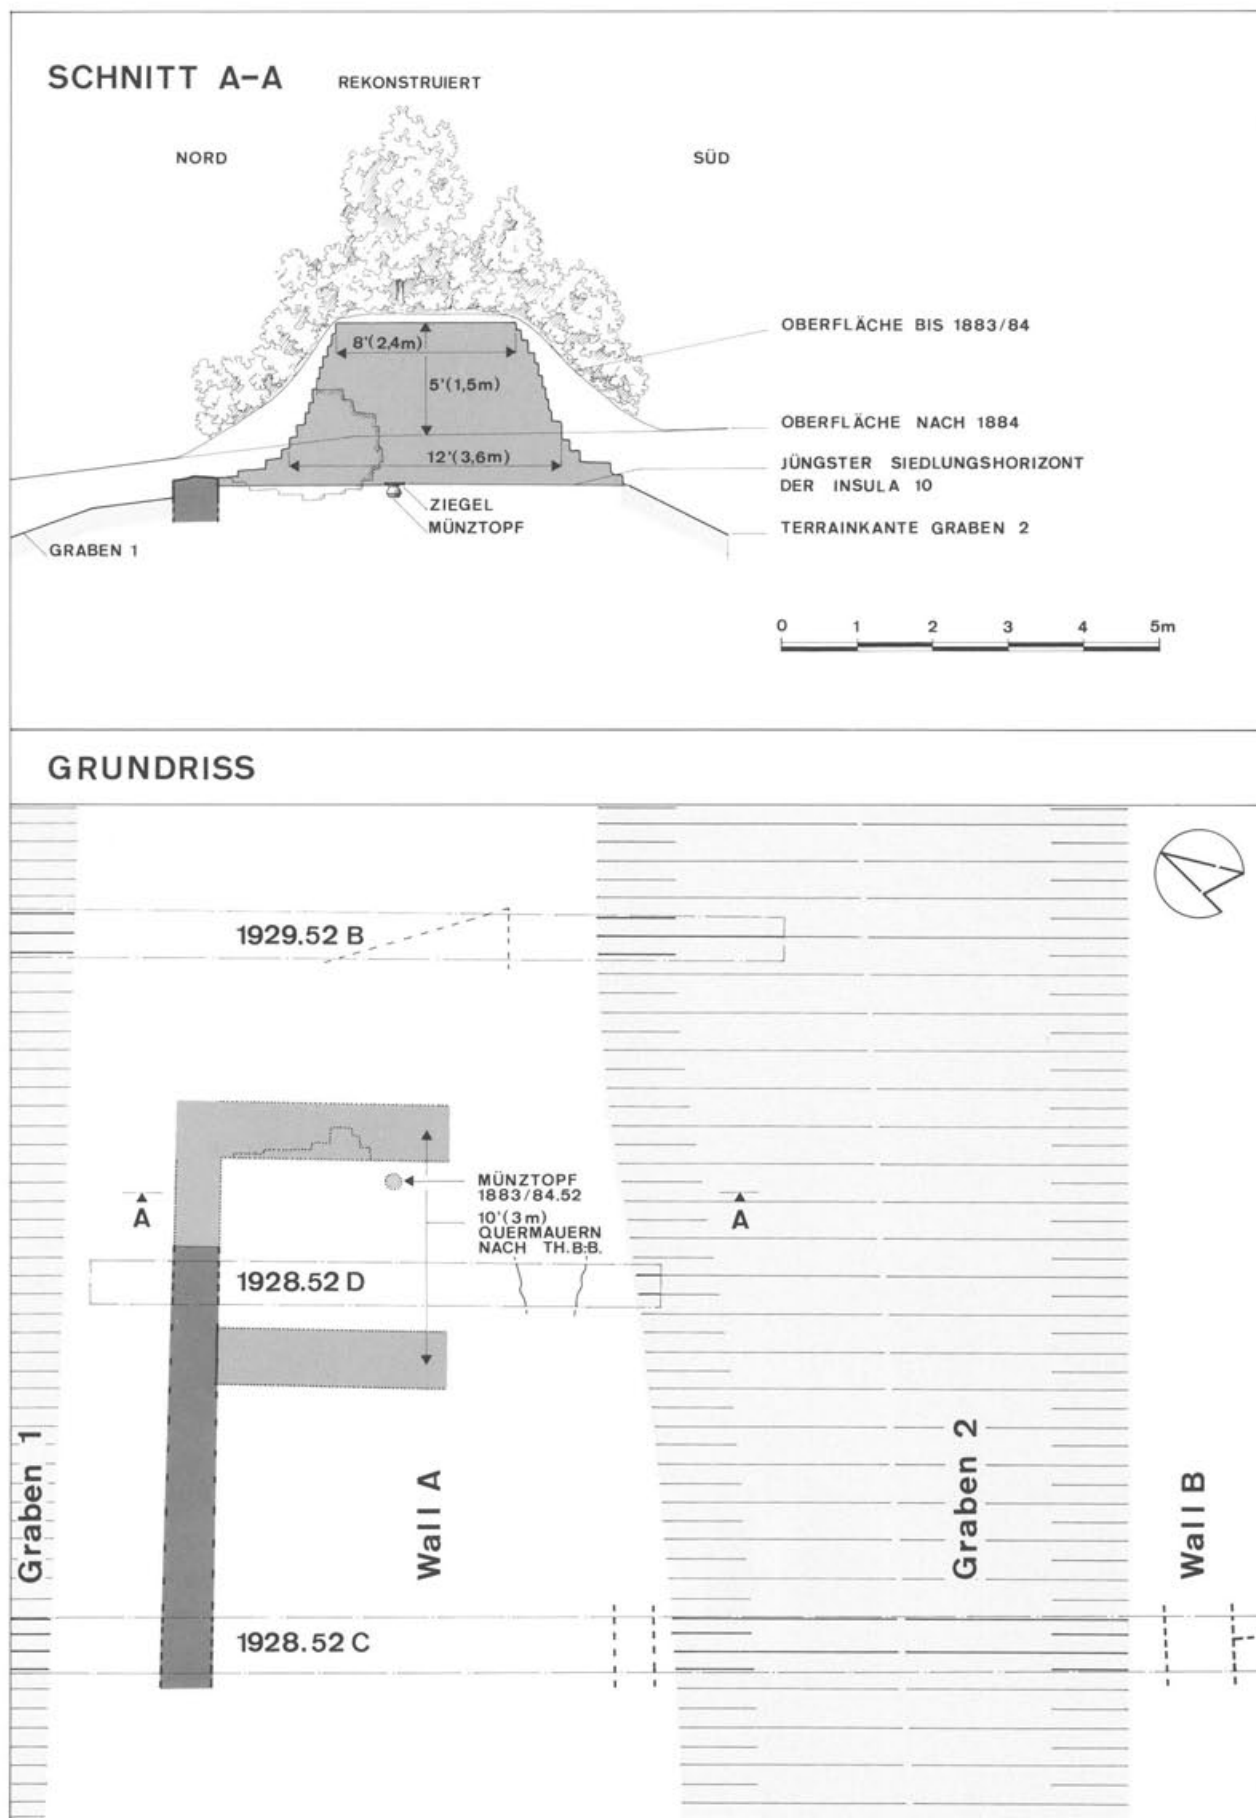 SCHNITT A-A REKONSTRUIERT
NORD
SÜD
OBERFLÄCHE BIS 1883/84
8'(2,4m)
5'(1,5m)
OBERFLÄCHE NACH 1884
12'(3,6m)
JÜNGSTER SIEDLUNGSHORIZONT
DER INSULA 10
ZIEGEL
MÜNZTOPF
TERRAINKANTE GRABEN 2
GRABEN 1
0 1 2 3 4 5m
GRUNDRISS
1929.52 B
MÜNZTOPF
1883/84.52
A
A
10'(3m)
QUERMAUERN
NACH TH.B.B.
1928.52 D
Graben 1
Wall A
Graben 2
Wall B
1928.52 C